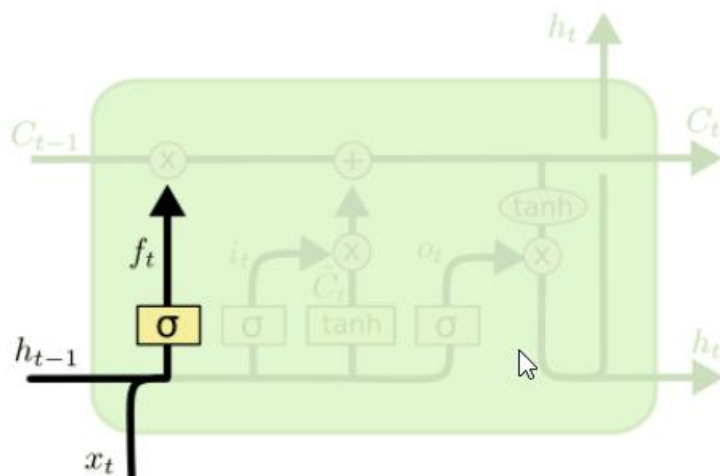 h_t
C_{t-1} × + C_t
tanh
f_t i_t × C̃_t o_t ×
σ σ tanh σ
h_{t-1} h_t
x_t